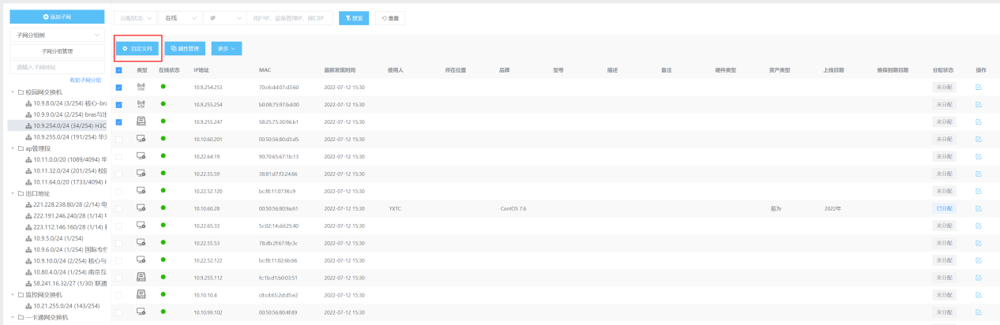 添加子网
子网分组树
子网分组管理
请输入子网地址
收起子网分组
校园网交换机
10.9.8.0/24 (3/254) 核心-bra
10.9.9.0/24 (2/254) bras与出
10.9.254.0/24 (34/254) H3C
10.9.255.0/24 (191/254) 华
ap管理段
10.11.0.0/20 (1089/4094) 华
10.11.32.0/24 (201/254) 校园
10.11.64.0/20 (1733/4094) H
出口地址
221.228.238.80/28 (2/14) 电
222.191.246.240/28 (1/14)
223.112.146.160/28 (1/14)
10.9.5.0/24 (1/254)
10.9.6.0/24 (1/254) 国际专线
10.9.10.0/24 (2/254) 核心与
10.80.4.0/24 (1/254) 南京互
58.241.16.32/27 (1/30) 联通
监控网交换机
10.21.255.0/24 (143/254)
一卡通网交换机
分配状态 在线 IP 用户IP、设备管理IP、接口IP 搜索 重置
自定义列 属性管理 更多
类型 在线状态 IP地址 MAC 最新发现时间 使用人 所在位置 品牌 型号 描述 备注 硬件类型 资产类型 上线日期 维保到期日期 分配状态 操作
10.9.254.253 70:c6:dd:07:d3:60 2022-07-12 15:30 未分配
10.9.255.254 b0:08:75:97:bd:00 2022-07-12 15:30 未分配
10.9.255.247 58:25:75:30:96:b1 2022-07-12 15:30 未分配
10.10.60.201 00:50:56:80:d3:d5 2022-07-12 15:30 未分配
10.22.64.19 90:70:65:67:1b:13 2022-07-12 15:30 未分配
10.22.55.59 38:81:d7:f3:24:66 2022-07-12 15:30 未分配
10.22.52.120 bc:f8:11:07:f4:c9 2022-07-12 15:30 未分配
10.10.60.28 00:50:56:80:9a:61 2022-07-12 15:30 YXTC CentOS 7.6 易为 2022年 已分配
10.22.65.33 5c:02:14:dd:25:40 2022-07-12 15:30 未分配
10.22.55.53 78:db:2f:67:9b:3c 2022-07-12 15:30 未分配
10.22.52.122 bc:f8:11:02:6b:66 2022-07-12 15:30 未分配
10.9.255.112 fc:1b:d1:b0:03:51 2022-07-12 15:30 未分配
10.10.10.4 c8:c4:65:2d:d5:e2 2022-07-12 15:30 未分配
10.10.99.102 00:50:56:80:4f:89 2022-07-12 15:30 未分配